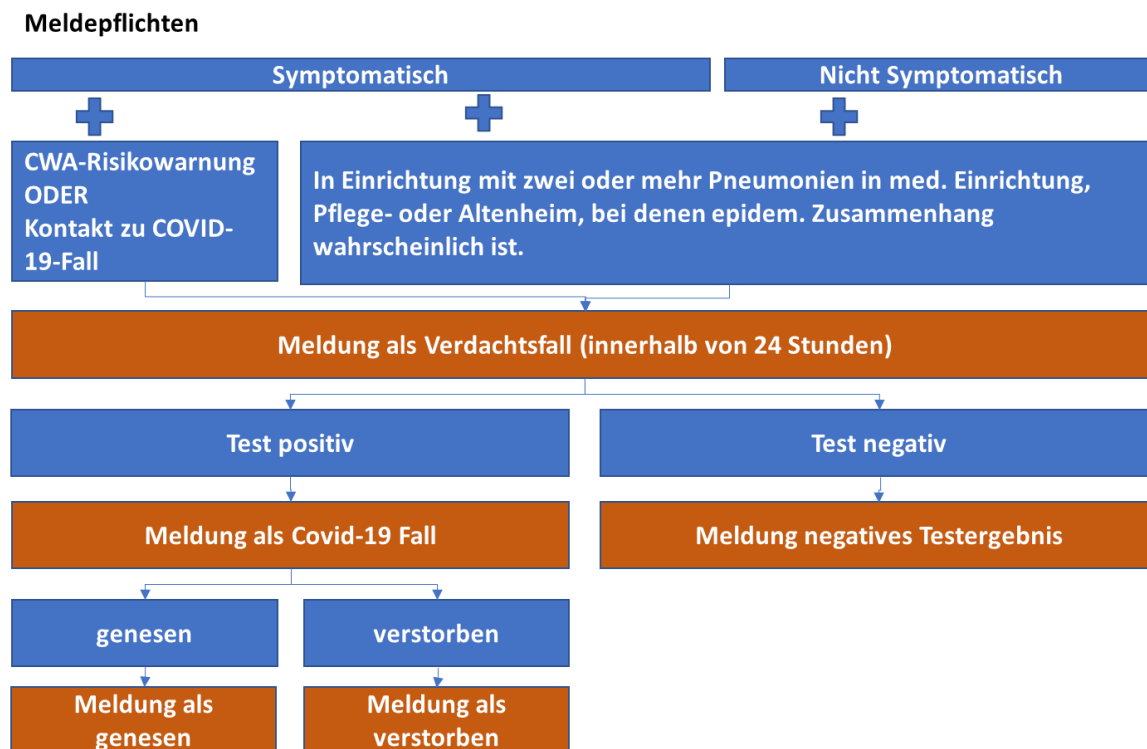 Meldepflichten
Symptomatisch
Nicht Symptomatisch
CWA-Risikowarnung
ODER
Kontakt zu COVID-
19-Fall
In Einrichtung mit zwei oder mehr Pneumonien in med. Einrichtung,
Pflege- oder Altenheim, bei denen epidem. Zusammenhang
wahrscheinlich ist.
Meldung als Verdachtsfall (innerhalb von 24 Stunden)
Test positiv
Test negativ
Meldung als Covid-19 Fall
Meldung negatives Testergebnis
genesen
verstorben
Meldung als
genesen
Meldung als
verstorben